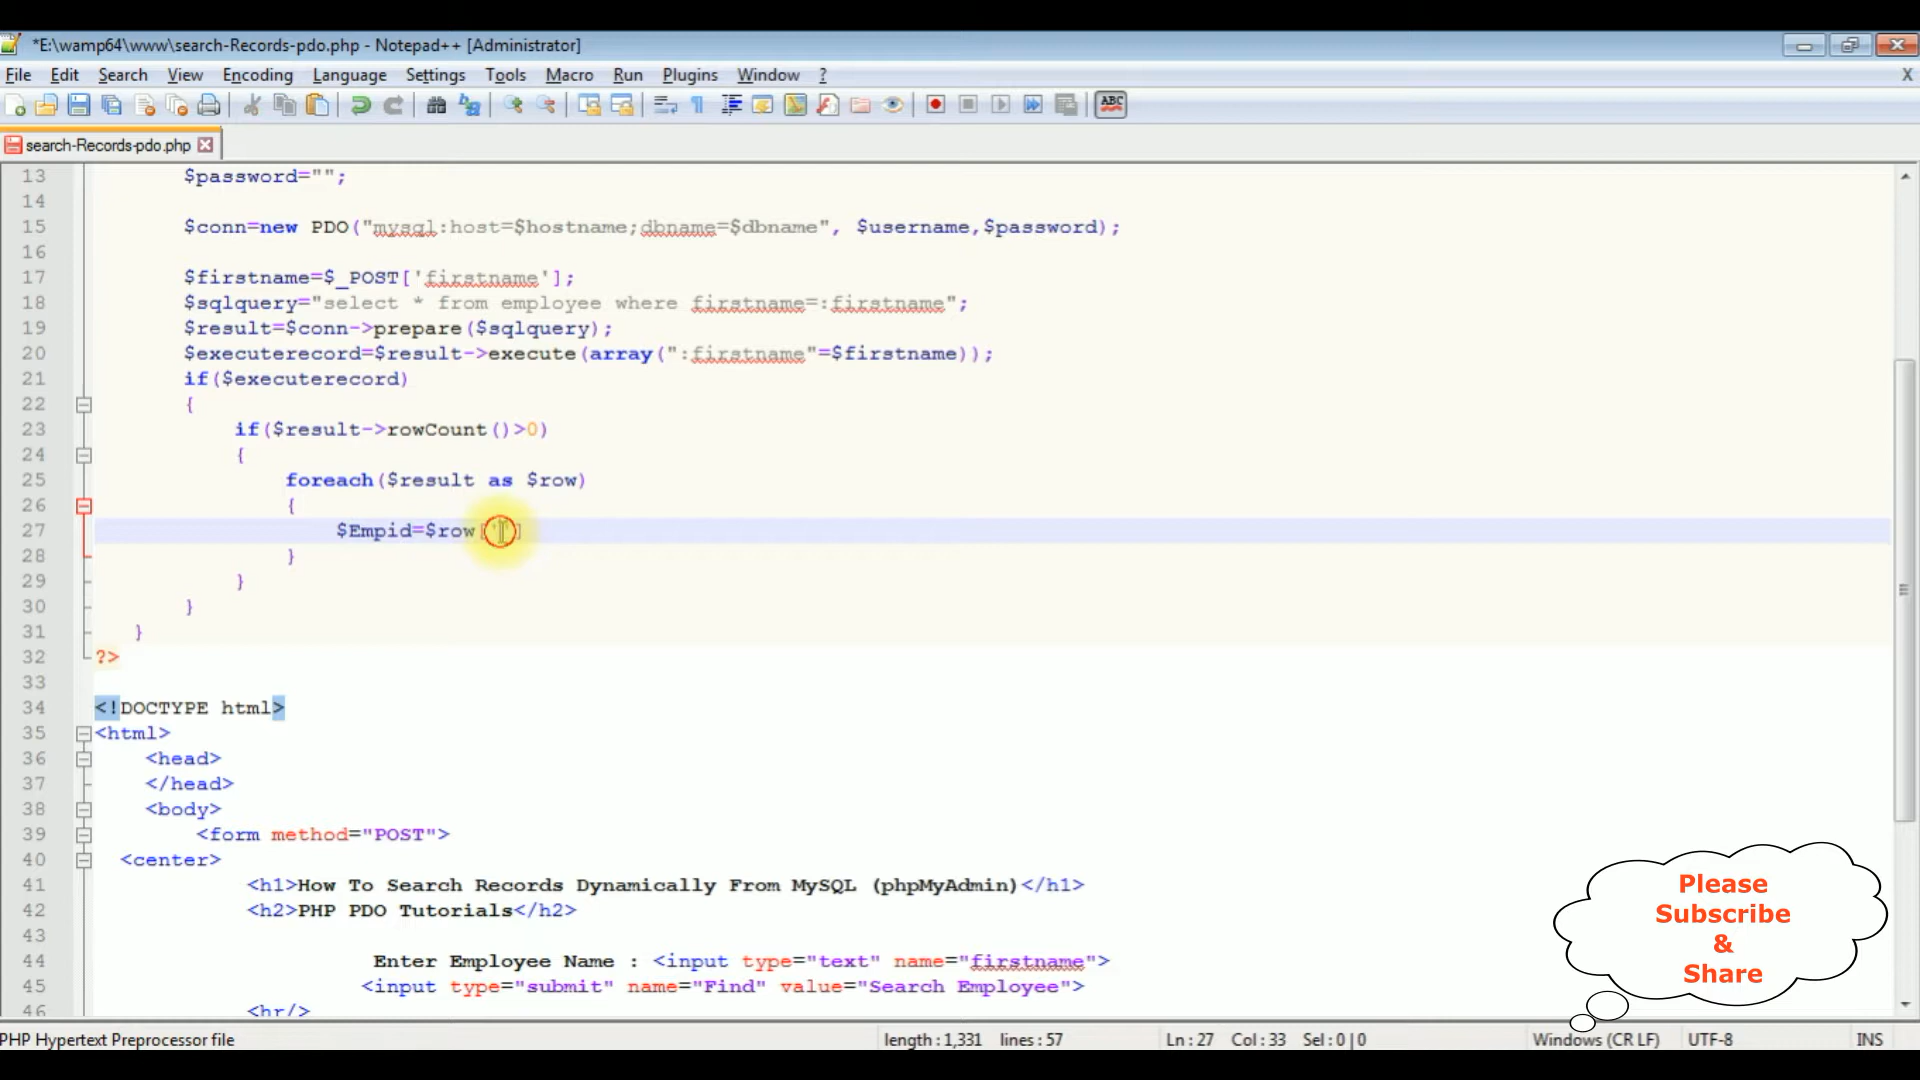 *E:\wamp64\www\search-Records-pdo.php - Notepad++ [Administrator]
File Edit Search View Encoding Language Settings Tools Macro Run Plugins Window ? X
ABC
search-Records-pdo.php
13 $password="";
14
15 $conn=new PDO("mysql:host=$hostname;dbname=$dbname", $username,$password);
16
17 $firstname=$_POST['firstname'];
18 $sqlquery="select * from employee where firstname=:firstname";
19 $result=$conn->prepare($sqlquery);
20 $executerecord=$result->execute(array(":firstname"=$firstname));
21 if($executerecord)
22 {
23 if($result->rowCount()>0)
24 {
25 foreach($result as $row)
26 {
27 $Empid=$row['']
28 }
29 }
30 }
31 }
32 ?>
33
34 <!DOCTYPE html>
35 <html>
36 <head>
37 </head>
38 <body>
39 <form method="POST">
40 <center>
41 <h1>How To Search Records Dynamically From MySQL (phpMyAdmin)</h1>
42 <h2>PHP PDO Tutorials</h2>
43
44 Enter Employee Name : <input type="text" name="firstname">
45 <input type="submit" name="Find" value="Search Employee">
46 <hr/>
Please
Subscribe
&
Share
PHP Hypertext Preprocessor file length : 1,331 lines : 57 Ln : 27 Col : 33 Sel : 0 | 0 Windows (CR LF) UTF-8 INS